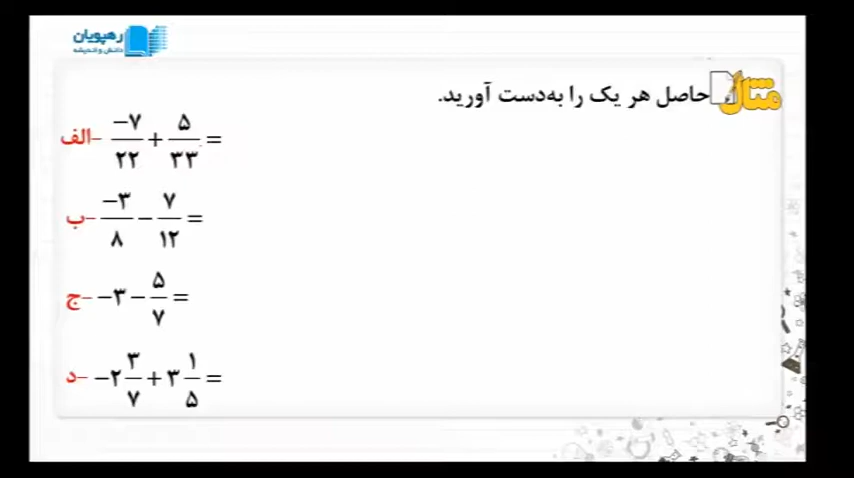 رهپویان
دانش و اندیشه
مثال
حاصل هر یک را به‌دست آورید.
الف– −۷/۲۲ + ۵/۳۳ =
ب– −۳/۸ − ۷/۱۲ =
ج– −۳ − ۵/۷ =
د– −۲ ۳/۷ + ۳ ۱/۵ =